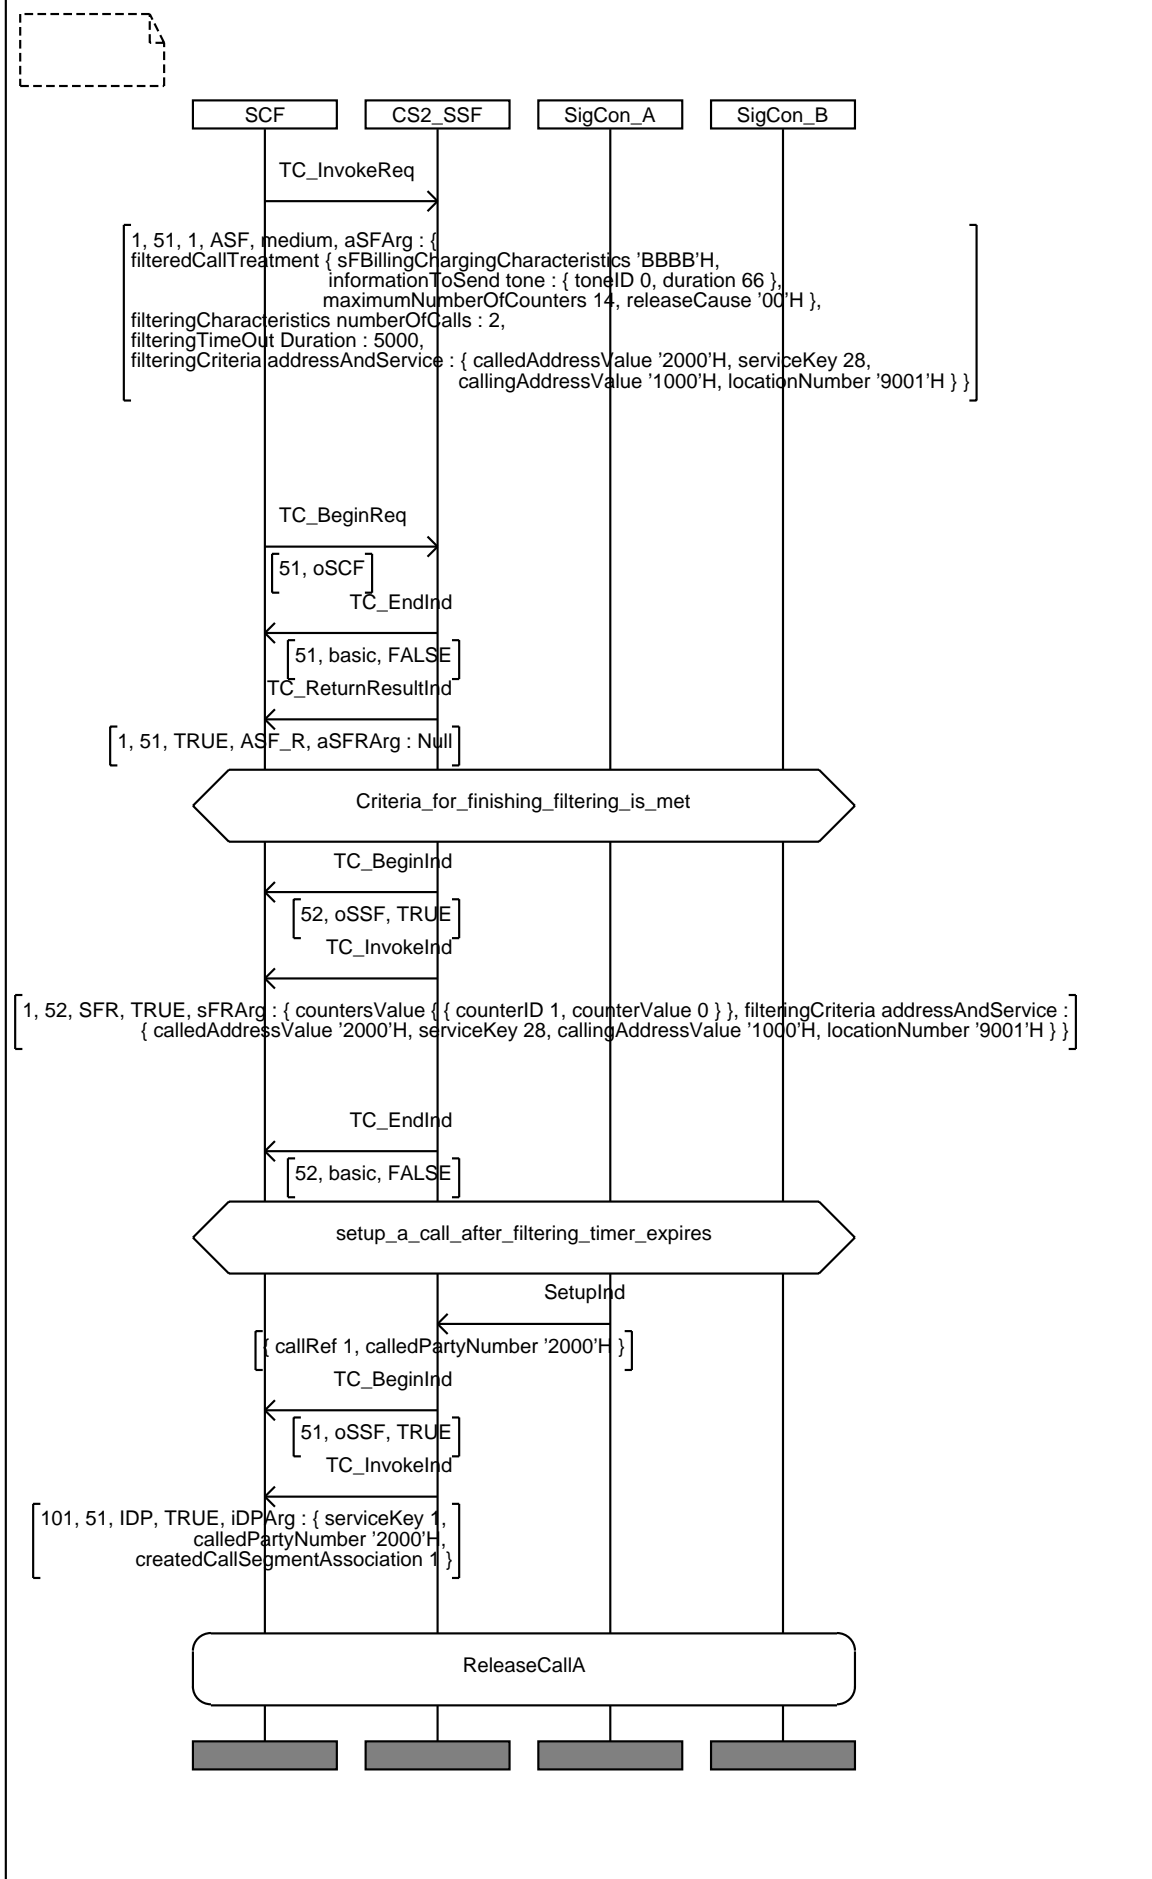 SCF
CS2_SSF
SigCon_A
SigCon_B
TC_InvokeReq
1, 51, 1, ASF, medium, aSFArg : {
filteredCallTreatment { sFBillingChargingCharacteristics ’BBBB’H,
informationToSend tone : { toneID 0, duration 66 },
maximumNumberOfCounters 14, releaseCause ’00’H },
filteringCharacteristics numberOfCalls : 2,
filteringTimeOut Duration : 5000,
filteringCriteria addressAndService : { calledAddressValue ’2000’H, serviceKey 28,
callingAddressValue ’1000’H, locationNumber ’9001’H } }
TC_BeginReq
51, oSCF
TC_EndInd
51, basic, FALSE
TC_ReturnResultInd
1, 51, TRUE, ASF_R, aSFRArg : Null
Criteria_for_finishing_filtering_is_met
TC_BeginInd
52, oSSF, TRUE
TC_InvokeInd
1, 52, SFR, TRUE, sFRArg : { countersValue { { counterID 1, counterValue 0 } }, filteringCriteria addressAndService :
{ calledAddressValue ’2000’H, serviceKey 28, callingAddressValue ’1000’H, locationNumber ’9001’H } }
TC_EndInd
52, basic, FALSE
setup_a_call_after_filtering_timer_expires
SetupInd
{ callRef 1, calledPartyNumber ’2000’H }
TC_BeginInd
51, oSSF, TRUE
TC_InvokeInd
101, 51, IDP, TRUE, iDPArg : { serviceKey 1,
calledPartyNumber ’2000’H,
createdCallSegmentAssociation 1 }
ReleaseCallA